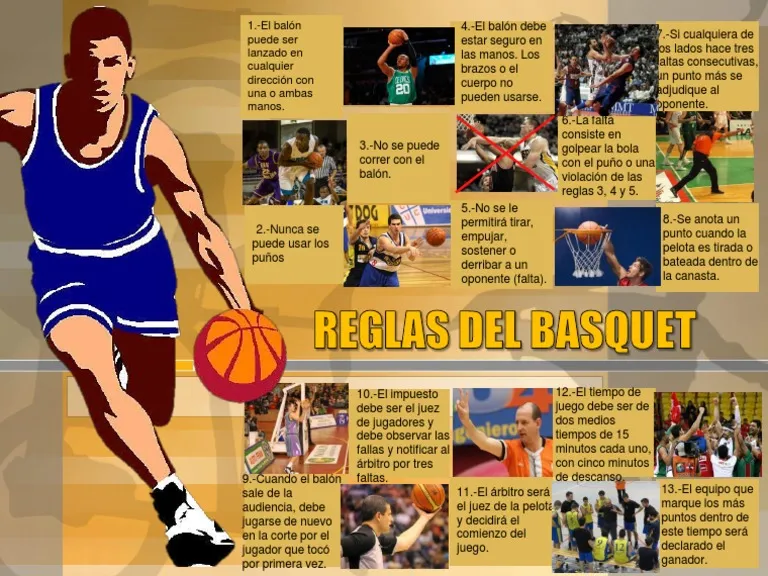 1.-El balón
puede ser
lanzado en
cualquier
dirección con
una o ambas
manos.
4.-El balón debe
estar seguro en
las manos. Los
brazos o el
cuerpo no
pueden usarse.
7.-Si cualquiera de
los lados hace tres
faltas consecutivas,
un punto más se
adjudique al
oponente.
3.-No se puede
correr con el
balón.
6.-La falta
consiste en
golpear la bola
con el puño o una
violación de las
reglas 3, 4 y 5.
2.-Nunca se
puede usar los
puños
5.-No se le
permitirá tirar,
empujar,
sostener o
derribar a un
oponente (falta).
8.-Se anota un
punto cuando la
pelota es tirada o
bateada dentro de
la canasta.
REGLAS DEL BASQUET
10.-El impuesto
debe ser el juez
de jugadores y
debe observar las
fallas y notificar al
árbitro por tres
faltas.
12.-El tiempo de
juego debe ser de
dos medios
tiempos de 15
minutos cada uno,
con cinco minutos
de descanso.
9.-Cuando el balón
sale de la
audiencia, debe
jugarse de nuevo
en la corte por el
jugador que tocó
por primera vez.
11.-El árbitro será
el juez de la pelota
y decidirá el
comienzo del
juego.
13.-El equipo que
marque los más
puntos dentro de
este tiempo será
declarado el
ganador.
20